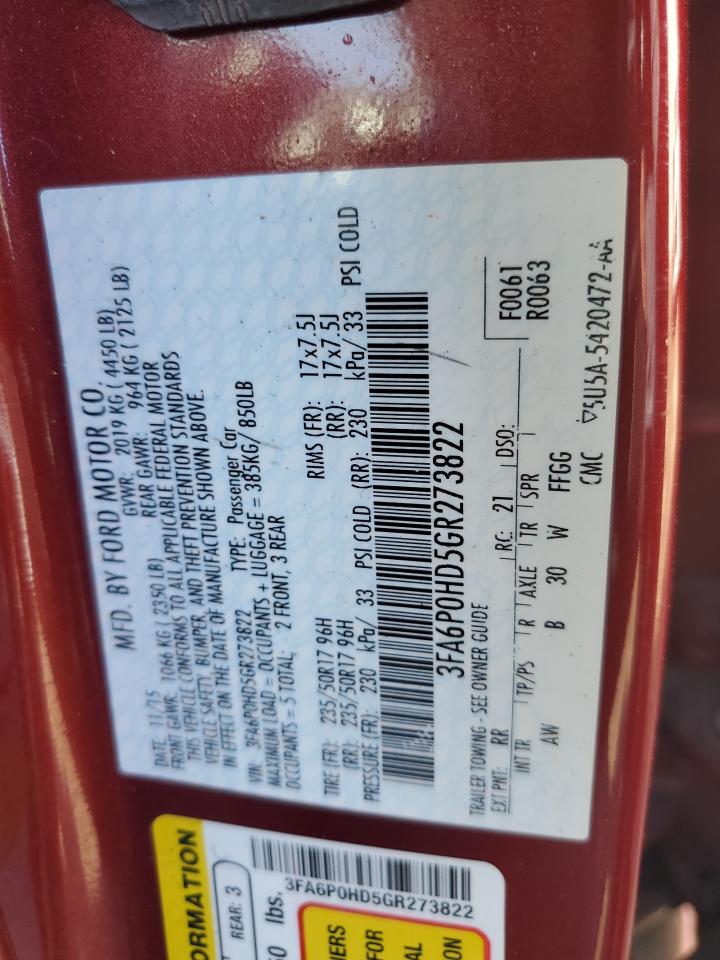 MFD. BY FORD MOTOR CO.
DATE: 11/15 GVWR: 2019 KG ( 4450 LB)
FRONT GAWR: 1066 KG ( 2350 LB) REAR GAWR: 964 KG ( 2125 LB)
THIS VEHICLE CONFORMS TO ALL APPLICABLE FEDERAL MOTOR
VEHICLE SAFETY, BUMPER, AND THEFT PREVENTION STANDARDS
IN EFFECT ON THE DATE OF MANUFACTURE SHOWN ABOVE.
VIN: 3FA6P0HD5GR273822 TYPE: Passenger Car
MAXIMUM LOAD = OCCUPANTS + LUGGAGE = 385KG/ 850LB
OCCUPANTS = 5 TOTAL; 2 FRONT, 3 REAR
TIRE (FR): 235/50R17 96H RIMS (FR): 17x7.5J
(RR): 235/50R17 96H (RR): 17x7.5J
PRESSURE (FR): 230 kPa/ 33 PSI COLD (RR): 230 kPa/ 33 PSI COLD
3FA6P0HD5GR273822
TRAILER TOWING - SEE OWNER GUIDE
F0061
R0063
EXT PNT: RR RC: 21 DSO:
INT TR TP/PS R AXLE TR SPR
AW B 30 W FFGG
CMC 5U5A-5420472-AA
ORMATION
REAR: 3
lbs.
3FA6P0HD5GR273822
FOR
ON